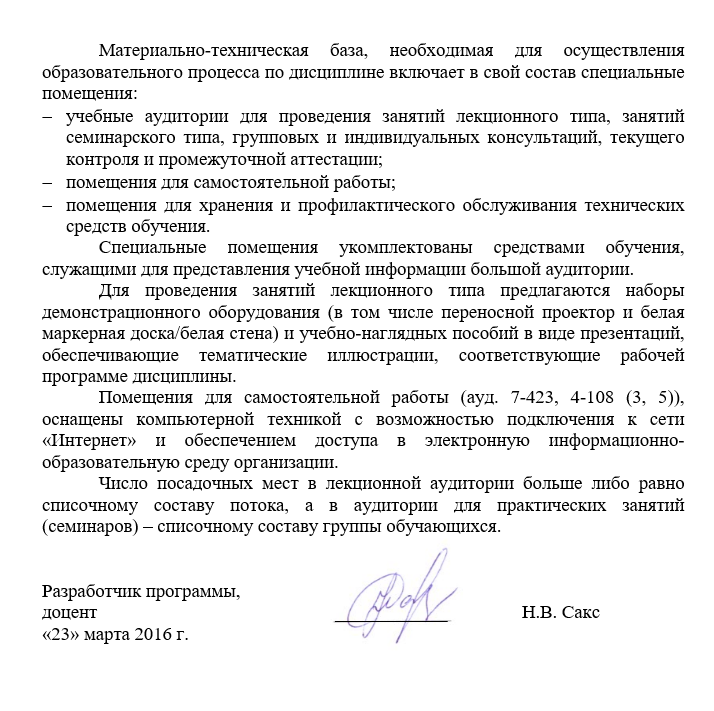 Материально-техническая база, необходимая для осуществления
образовательного процесса по дисциплине включает в свой состав специальные
помещения:
– учебные аудитории для проведения занятий лекционного типа, занятий
семинарского типа, групповых и индивидуальных консультаций, текущего
контроля и промежуточной аттестации;
– помещения для самостоятельной работы;
– помещения для хранения и профилактического обслуживания технических
средств обучения.
Специальные помещения укомплектованы средствами обучения,
служащими для представления учебной информации большой аудитории.
Для проведения занятий лекционного типа предлагаются наборы
демонстрационного оборудования (в том числе переносной проектор и белая
маркерная доска/белая стена) и учебно-наглядных пособий в виде презентаций,
обеспечивающие тематические иллюстрации, соответствующие рабочей
программе дисциплины.
Помещения для самостоятельной работы (ауд. 7-423, 4-108 (3, 5)),
оснащены компьютерной техникой с возможностью подключения к сети
«Интернет» и обеспечением доступа в электронную информационно-
образовательную среду организации.
Число посадочных мест в лекционной аудитории больше либо равно
списочному составу потока, а в аудитории для практических занятий
(семинаров) – списочному составу группы обучающихся.
Разработчик программы,
доцент Н.В. Сакс
«23» марта 2016 г.